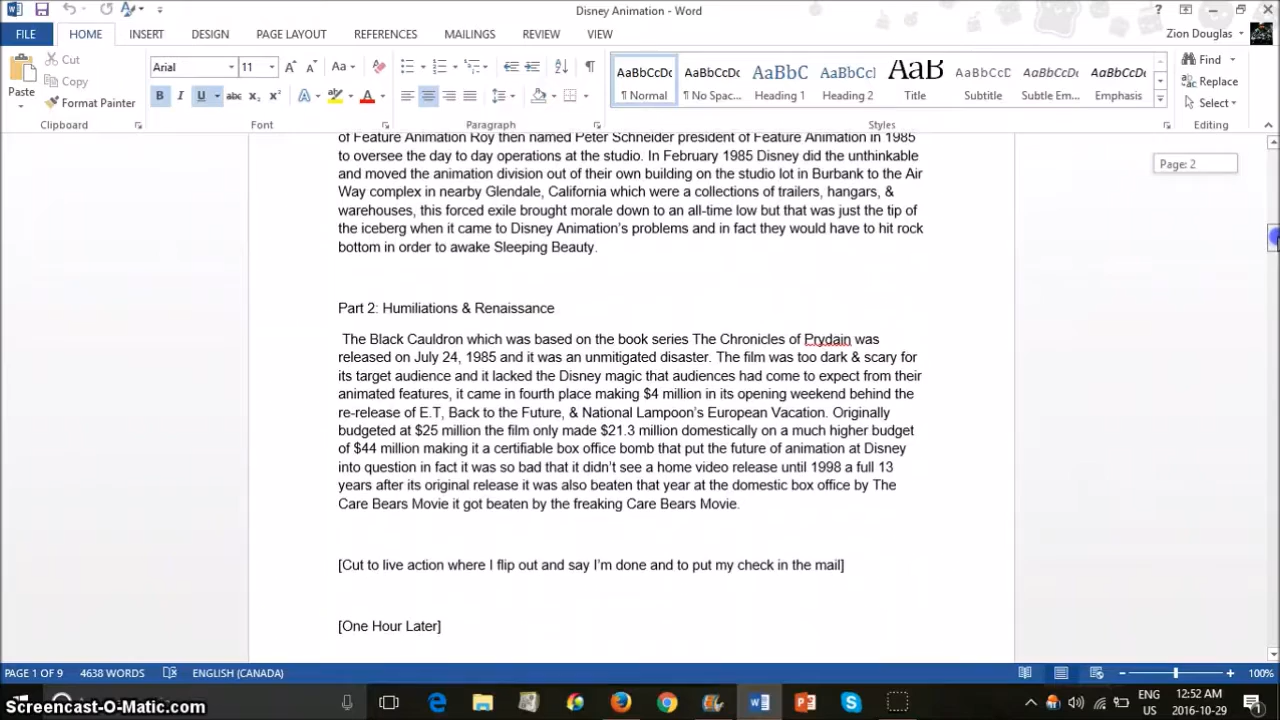 Disney Animation - Word
FILE HOME INSERT DESIGN PAGE LAYOUT REFERENCES MAILINGS REVIEW VIEW Zion Douglas
Cut
Copy
Format Painter
Paste
Arial 11
AaBbCcDc AaBbCcDc AaBbC AaBbCc AaB AaBbCcD AaBbCcDc AaBbCcDc
¶ Normal ¶ No Spac... Heading 1 Heading 2 Title Subtitle Subtle Em... Emphasis
Find
Replace
Select
Clipboard Font Paragraph Styles Editing
Page: 2
of Feature Animation Roy then named Peter Schneider president of Feature Animation in 1985
to oversee the day to day operations at the studio. In February 1985 Disney did the unthinkable
and moved the animation division out of their own building on the studio lot in Burbank to the Air
Way complex in nearby Glendale, California which were a collections of trailers, hangars, &
warehouses, this forced exile brought morale down to an all-time low but that was just the tip of
the iceberg when it came to Disney Animation's problems and in fact they would have to hit rock
bottom in order to awake Sleeping Beauty.
Part 2: Humiliations & Renaissance
The Black Cauldron which was based on the book series The Chronicles of Prydain was
released on July 24, 1985 and it was an unmitigated disaster. The film was too dark & scary for
its target audience and it lacked the Disney magic that audiences had come to expect from their
animated features, it came in fourth place making $4 million in its opening weekend behind the
re-release of E.T, Back to the Future, & National Lampoon's European Vacation. Originally
budgeted at $25 million the film only made $21.3 million domestically on a much higher budget
of $44 million making it a certifiable box office bomb that put the future of animation at Disney
into question in fact it was so bad that it didn't see a home video release until 1998 a full 13
years after its original release it was also beaten that year at the domestic box office by The
Care Bears Movie it got beaten by the freaking Care Bears Movie.
[Cut to live action where I flip out and say I'm done and to put my check in the mail]
[One Hour Later]
PAGE 1 OF 9 4638 WORDS ENGLISH (CANADA) 100%
Screencast-O-Matic.com
ENG
US
12:52 AM
2016-10-29